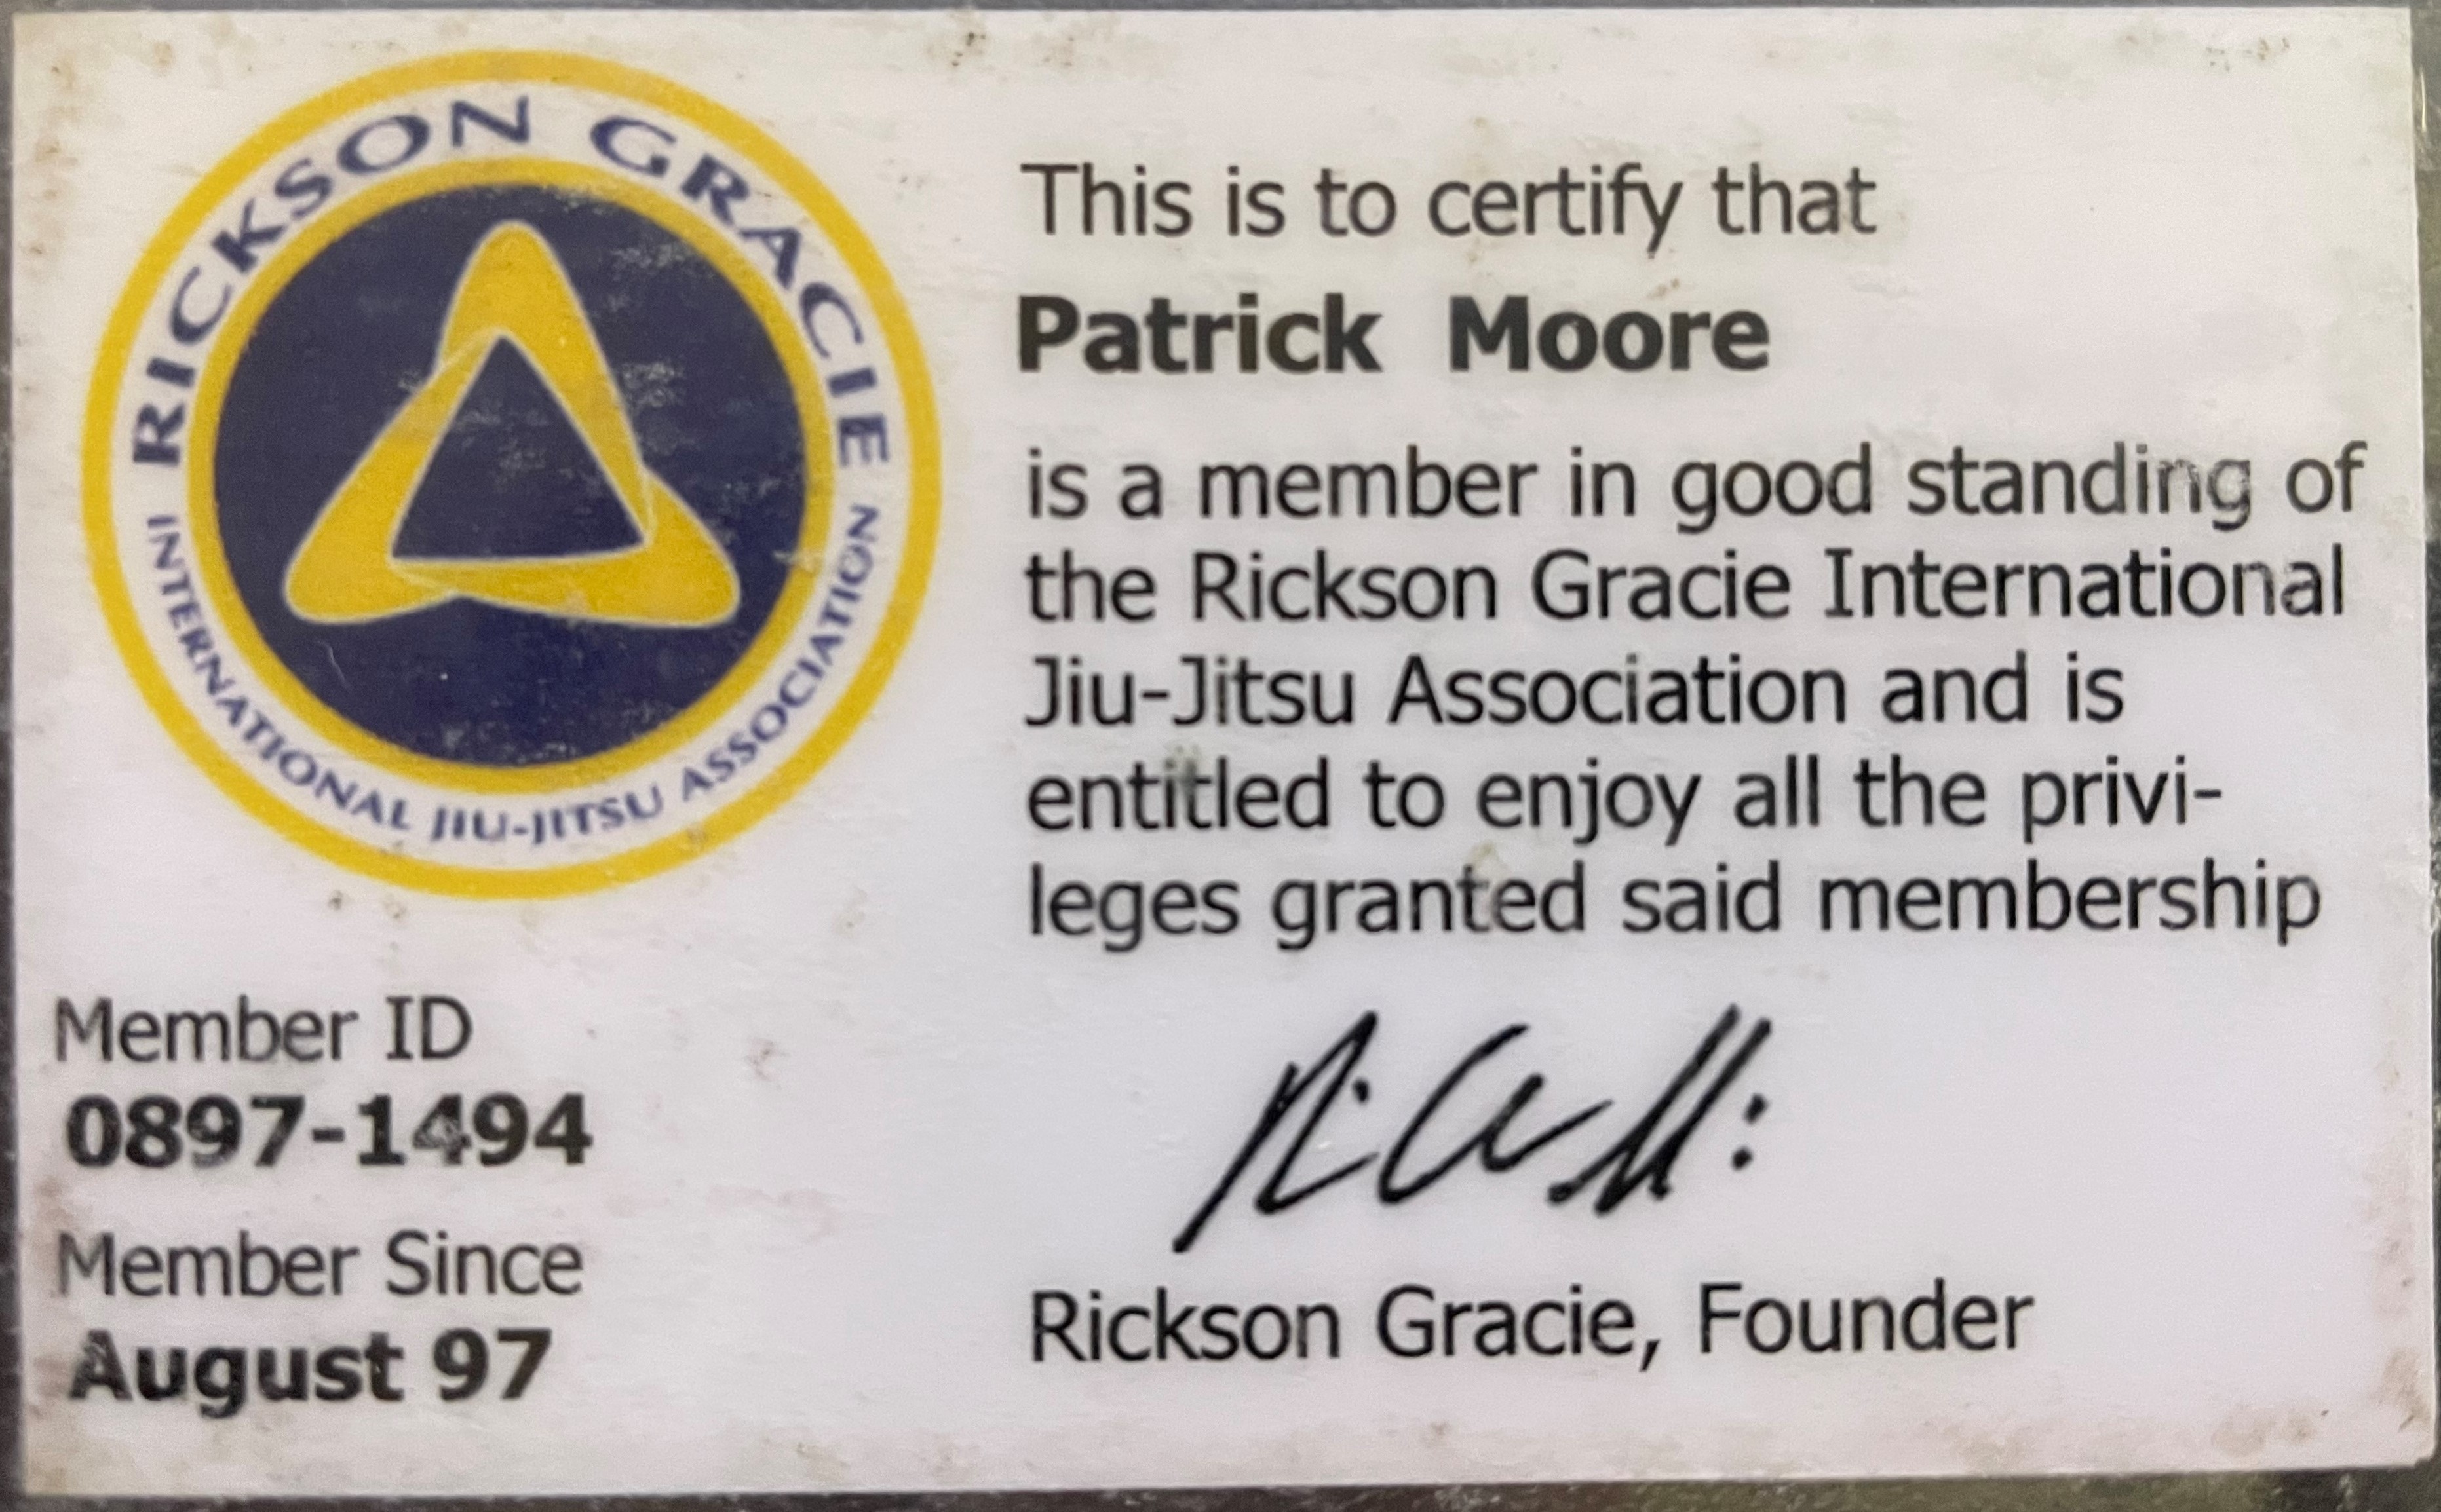 RICKSON GRACIE
INTERNATIONAL JIU-JITSU ASSOCIATION
This is to certify that
Patrick Moore
is a member in good standing of
the Rickson Gracie International
Jiu-Jitsu Association and is
entitled to enjoy all the privi-
leges granted said membership
Member ID
0897-1494
Member Since
August 97
Rickson Gracie, Founder